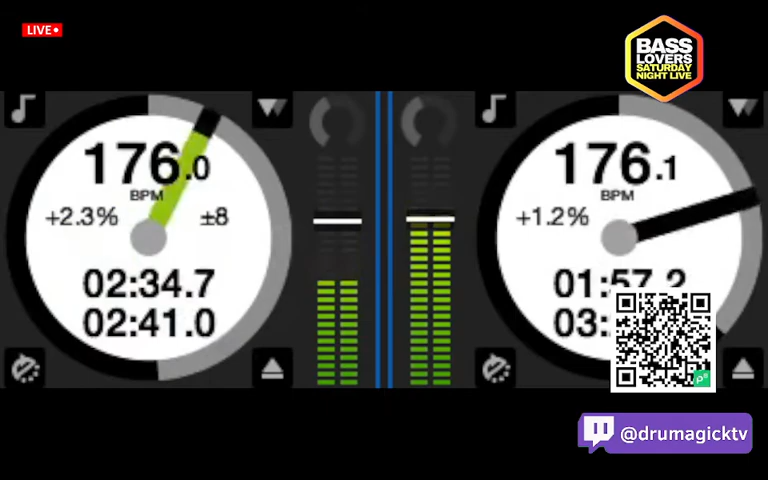 LIVE
BASS
LOVERS
SATURDAY
NIGHT LIVE
176.0
BPM
+2.3% ±8
02:34.7
02:41.0
176.1
BPM
+1.2%
01:57.2
03:
@drumagicktv